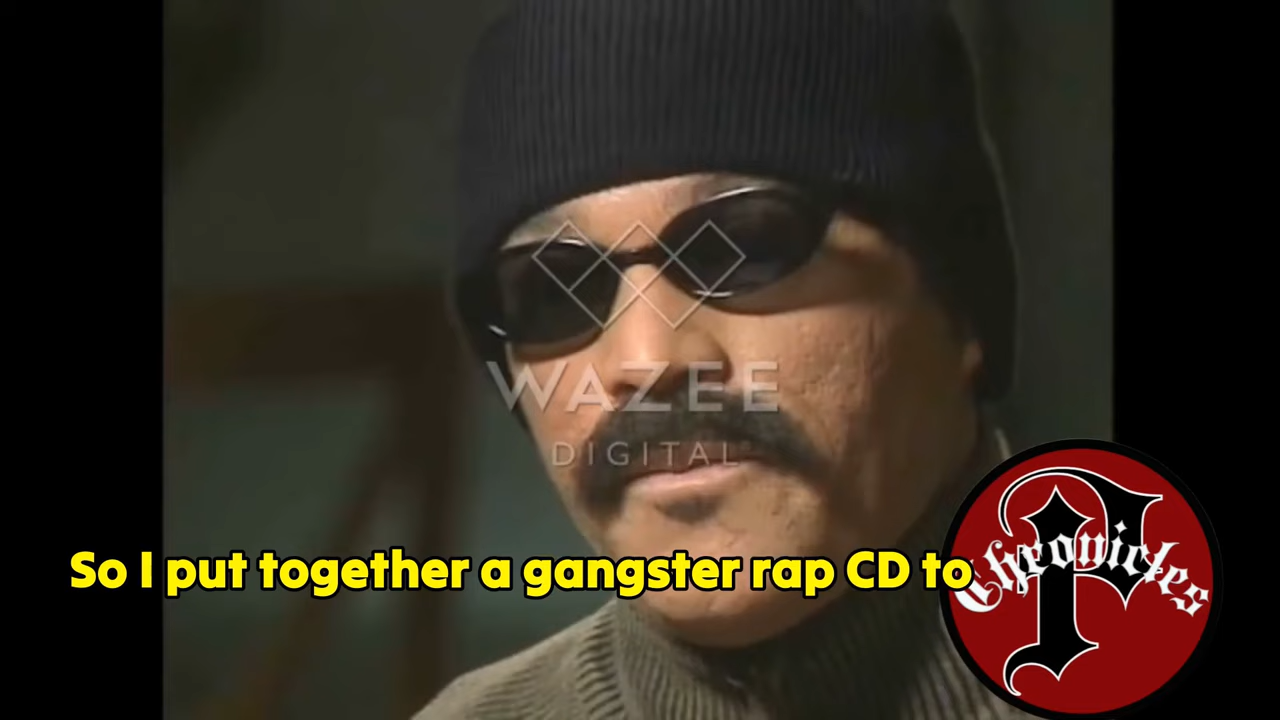 WAZEE
DIGITAL
So I put together a gangster rap CD to
P
Chronicles